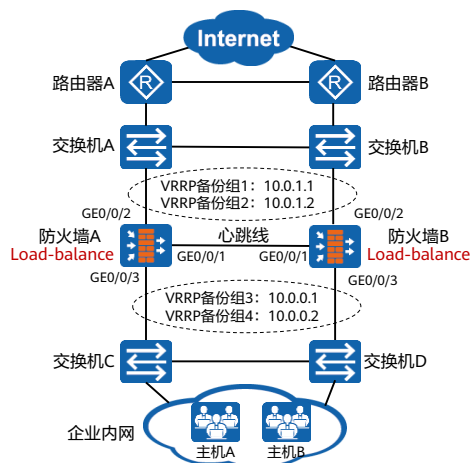 Internet
路由器A
R
R
路由器B
交换机A
交换机B
VRRP备份组1：10.0.1.1
VRRP备份组2：10.0.1.2
GE0/0/2
GE0/0/2
防火墙A
心跳线
防火墙B
Load-balance
GE0/0/1
GE0/0/1
Load-balance
GE0/0/3
GE0/0/3
VRRP备份组3：10.0.0.1
VRRP备份组4：10.0.0.2
交换机C
交换机D
企业内网
主机A
主机B